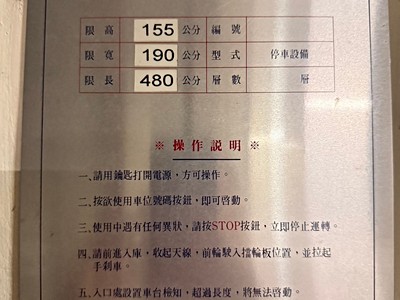 限高 155 公分 編號
限寬 190 公分 型式 停車設備
限長 480 公分 層數 層
※ 操作說明 ※
一、請用鑰匙打開電源，方可操作。
二、按欲使用車位號碼按鈕，即可啓動。
三、使用中遇有任何異狀，請按STOP按鈕，立即停止運轉。
四、請前進入庫，收起天線，前輪駛入擋輪板位置，並拉起
手刹車。
五、入口處設置車台檢知，超過長度，將無法啓動。